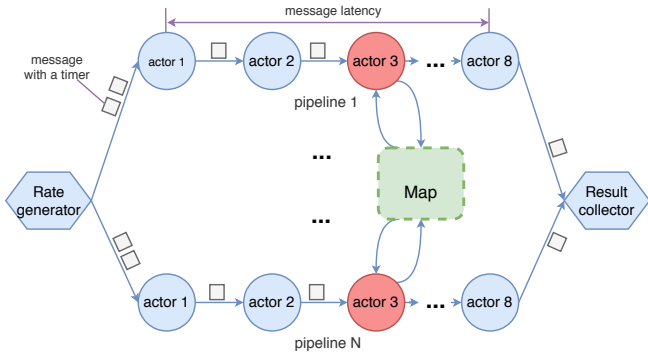 message latency
message
with a timer
actor 1
actor 2
actor 3
...
actor 8
pipeline 1
...
Map
Rate
generator
Result
collector
...
actor 1
actor 2
actor 3
...
actor 8
pipeline N